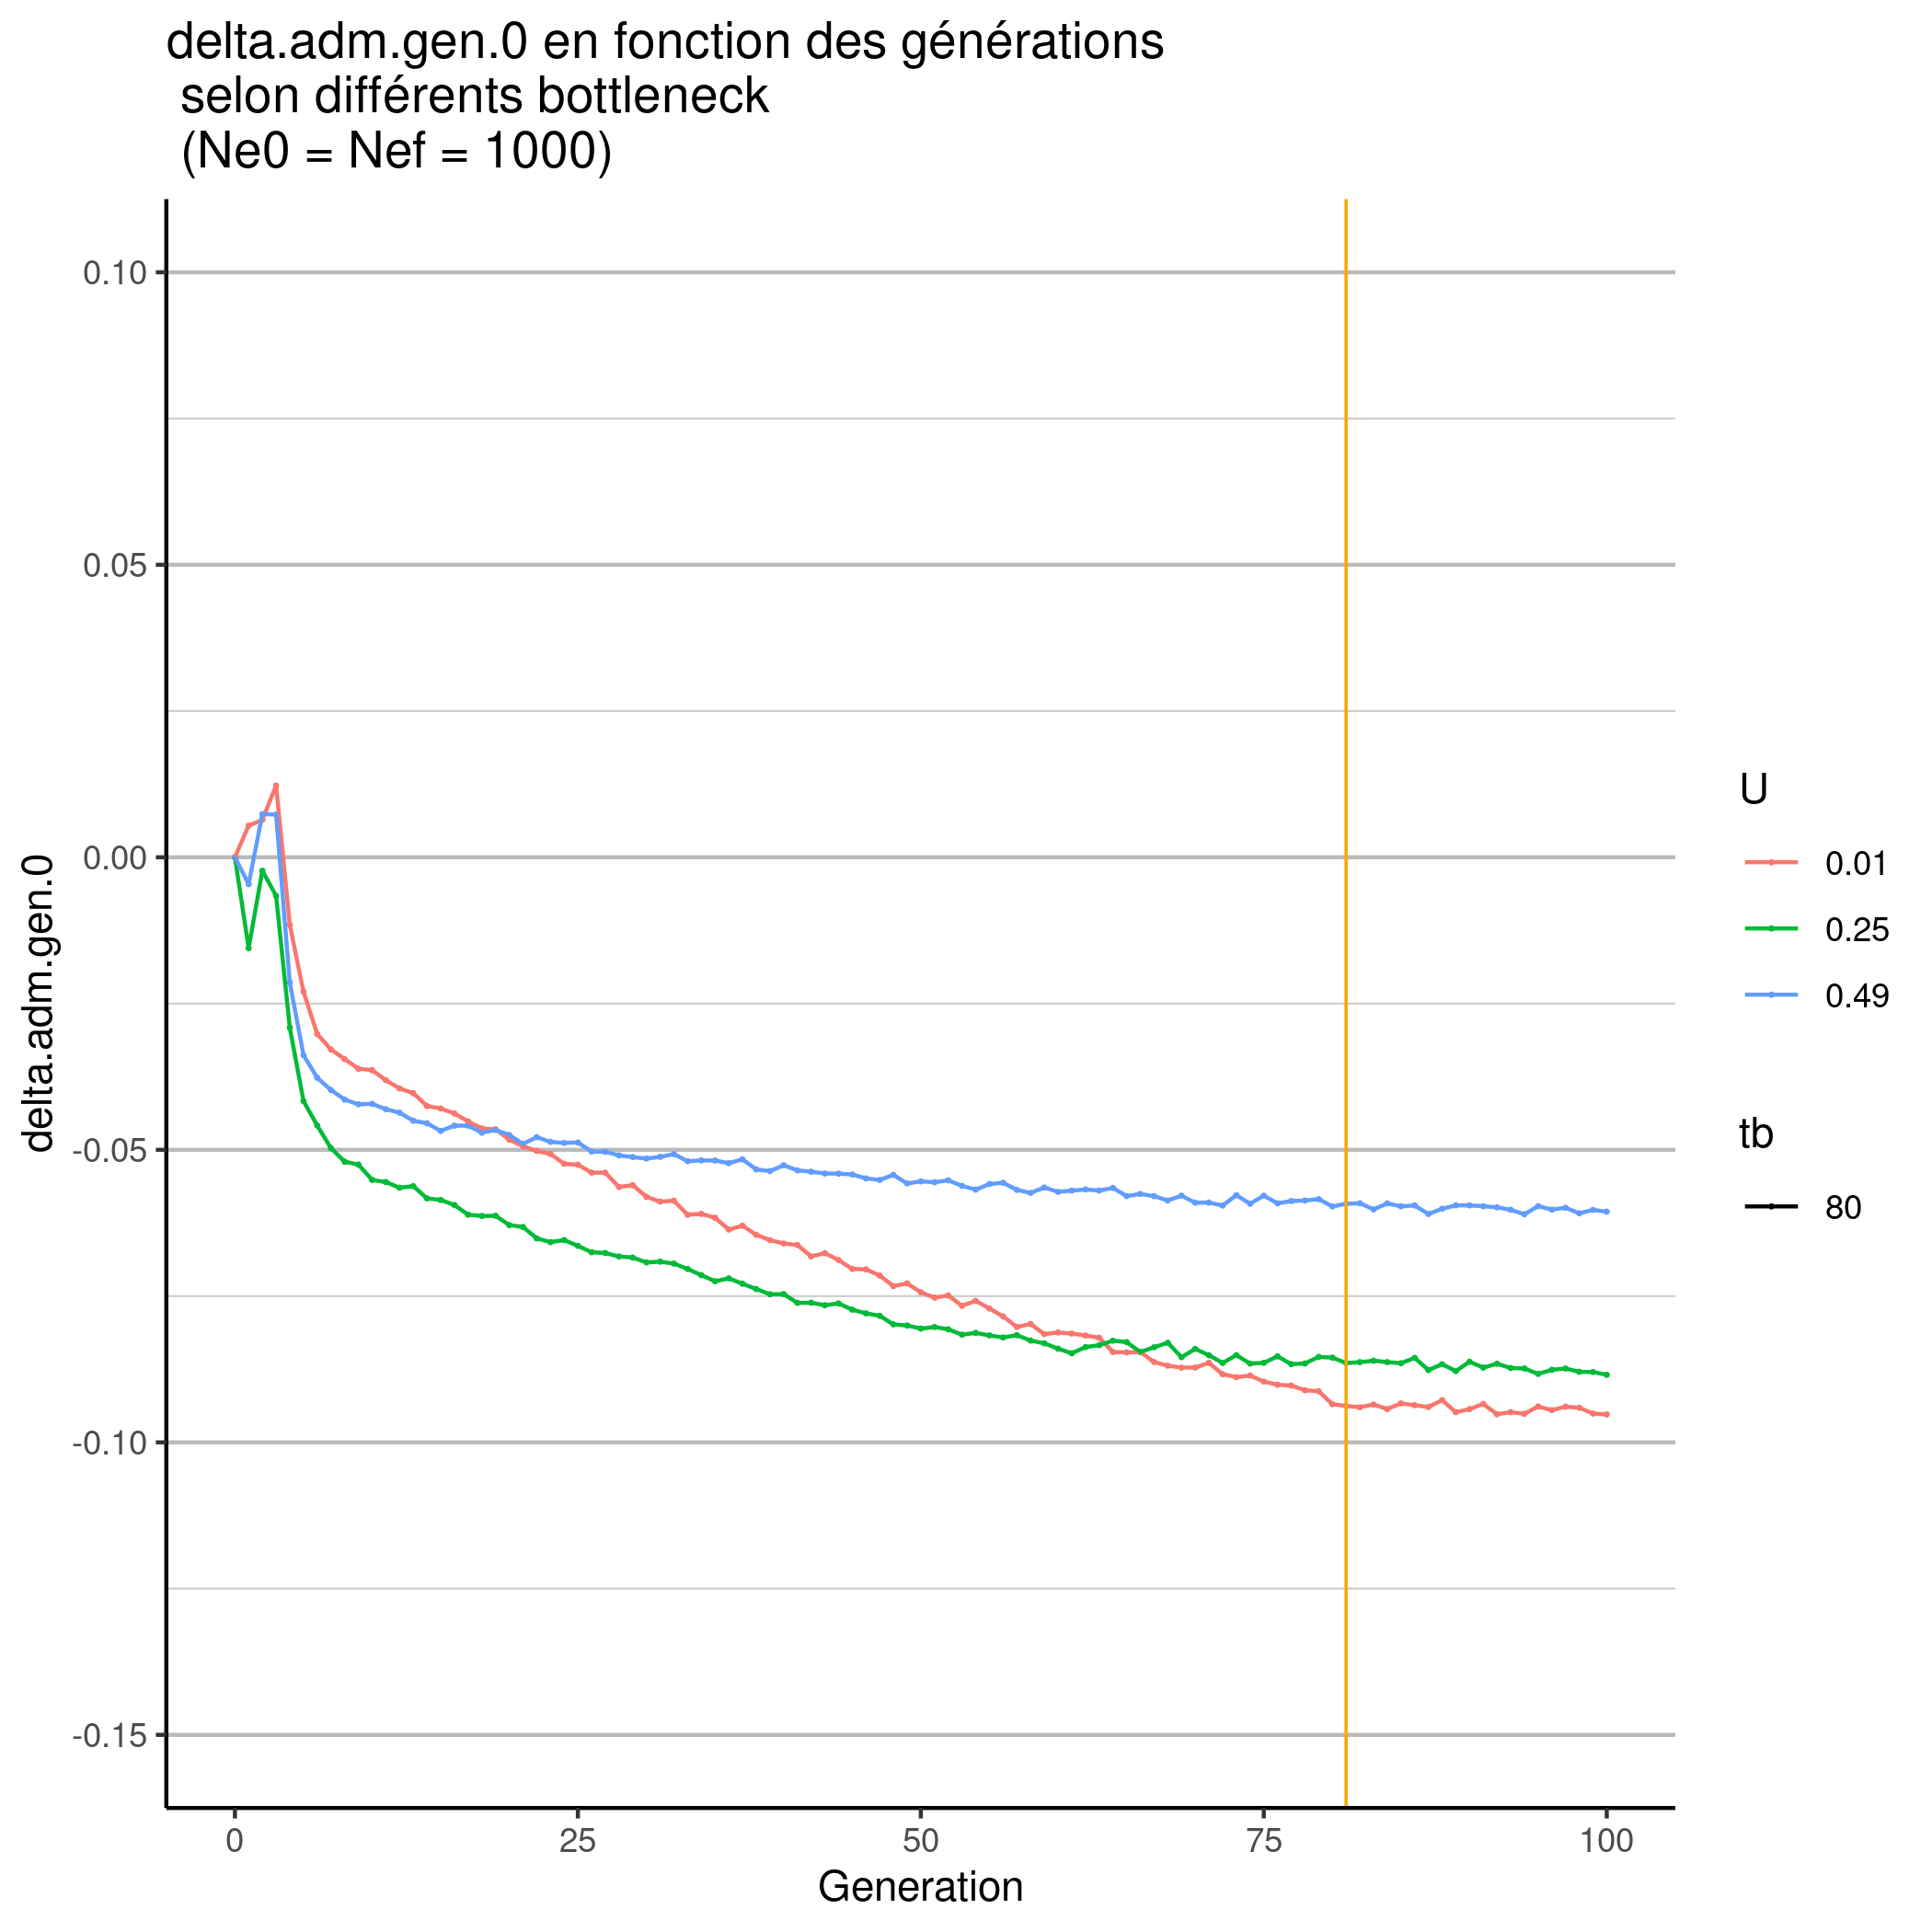 delta.adm.gen.0 en fonction des générations
selon différents bottleneck
(Ne0 = Nef = 1000)
delta.adm.gen.0
0.10
0.05
0.00
-0.05
-0.10
-0.15
0
25
50
75
100
Generation
U
0.01
0.25
0.49
tb
80